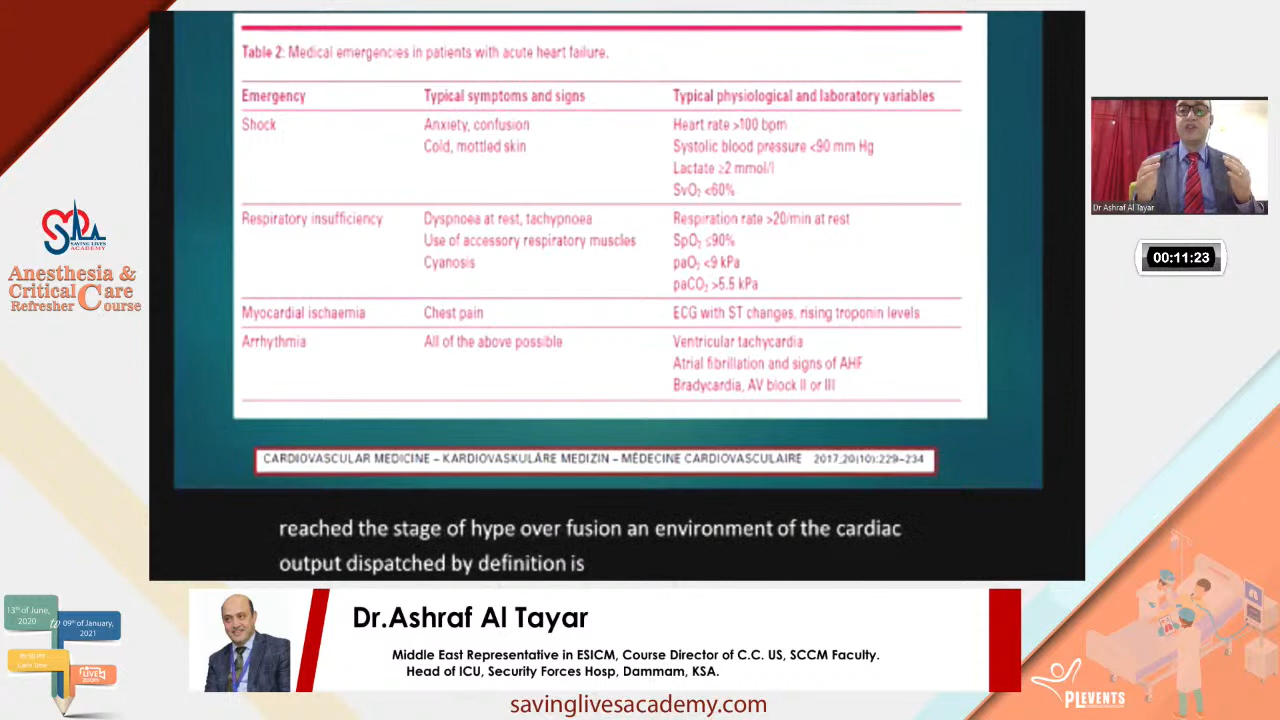 Table 2: Medical emergencies in patients with acute heart failure.
Emergency Typical symptoms and signs Typical physiological and laboratory variables
Shock Anxiety, confusion Heart rate >100 bpm
Cold, mottled skin Systolic blood pressure <90 mm Hg
Lactate ≥2 mmol/l
SvO₂ <60%
Respiratory insufficiency Dyspnoea at rest, tachypnoea Respiration rate >20/min at rest
Use of accessory respiratory muscles SpO₂ ≤90%
Cyanosis paO₂ <9 kPa
paCO₂ >5.5 kPa
Myocardial ischaemia Chest pain ECG with ST changes, rising troponin levels
Arrhythmia All of the above possible Ventricular tachycardia
Atrial fibrillation and signs of AHF
Bradycardia, AV block II or III
CARDIOVASCULAR MEDICINE – KARDIOVASKULÄRE MEDIZIN – MÉDECINE CARDIOVASCULAIRE 2017;20(10):229–234
reached the stage of hype over fusion an environment of the cardiac
output dispatched by definition is
Dr Ashraf Al Tayar
00:11:23
SAVING LIVES
ACADEMY
Anesthesia &
Critical Care
Refresher Course
13th of June,
2020
to
09th of January,
2021
LIVE
ZOOM
Dr.Ashraf Al Tayar
Middle East Representative in ESICM, Course Director of C.C. US, SCCM Faculty.
Head of ICU, Security Forces Hosp, Dammam, KSA.
savinglivesacademy.com
PLEVENTS